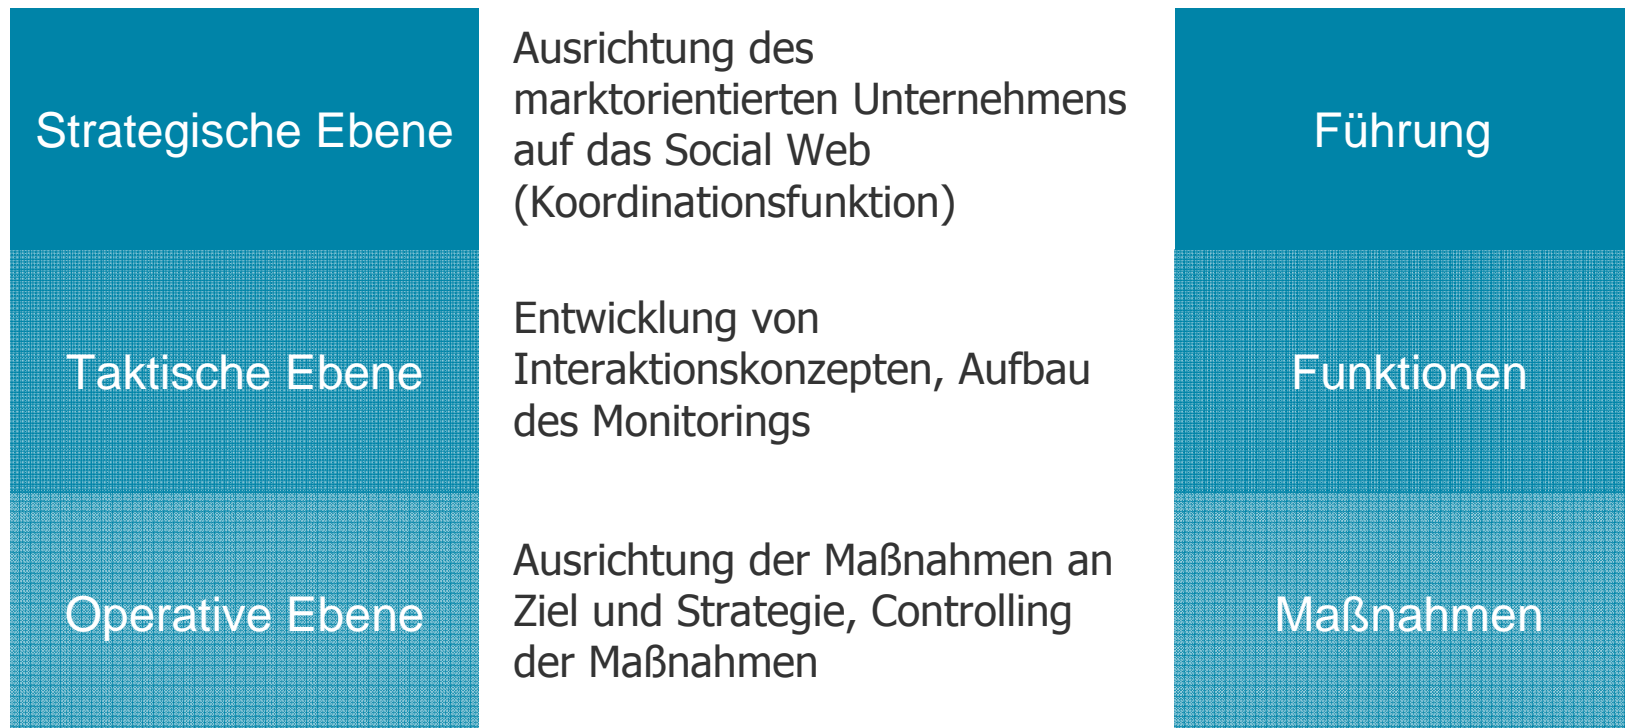 Strategische Ebene
Ausrichtung des
marktorientierten Unternehmens
auf das Social Web
(Koordinationsfunktion)
Führung
Taktische Ebene
Entwicklung von
Interaktionskonzepten, Aufbau
des Monitorings
Funktionen
Operative Ebene
Ausrichtung der Maßnahmen an
Ziel und Strategie, Controlling
der Maßnahmen
Maßnahmen